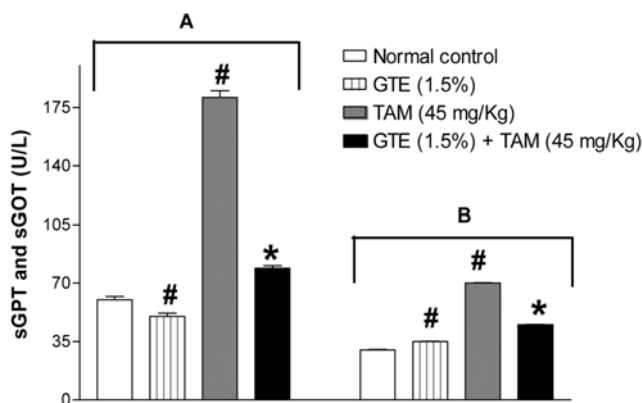 A
#
#
*
B
#
#
*
Normal control
GTE (1.5%)
TAM (45 mg/Kg)
GTE (1.5%) + TAM (45 mg/Kg)
sGPT and sGOT (U/L)
175
140
105
70
35
0